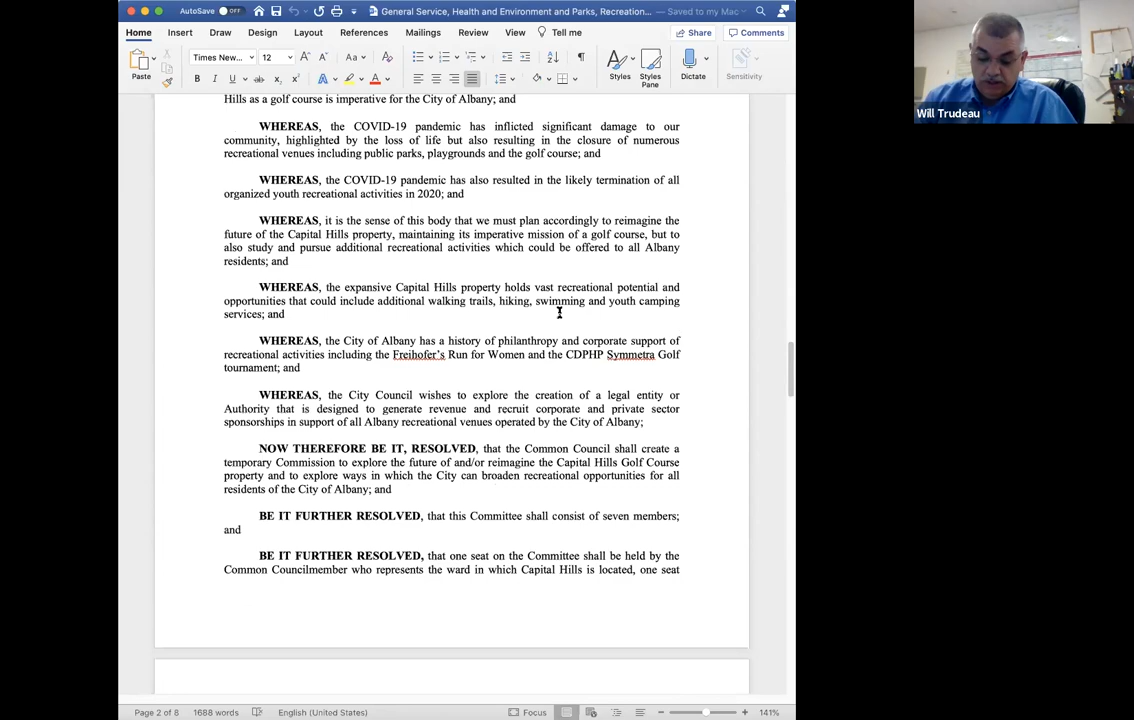 AutoSave OFF General Service, Health and Environment and Parks, Recreation... — Saved to my Mac
Home Insert Draw Design Layout References Mailings Review View Tell me Share Comments
Paste Times New... 12 A A Aa A Styles Styles Pane Dictate Sensitivity
B I U ab x₂ x² A A
Hills as a golf course is imperative for the City of Albany; and
WHEREAS, the COVID-19 pandemic has inflicted significant damage to our
community, highlighted by the loss of life but also resulting in the closure of numerous
recreational venues including public parks, playgrounds and the golf course; and
WHEREAS, the COVID-19 pandemic has also resulted in the likely termination of all
organized youth recreational activities in 2020; and
WHEREAS, it is the sense of this body that we must plan accordingly to reimagine the
future of the Capital Hills property, maintaining its imperative mission of a golf course, but to
also study and pursue additional recreational activities which could be offered to all Albany
residents; and
WHEREAS, the expansive Capital Hills property holds vast recreational potential and
opportunities that could include additional walking trails, hiking, swimming and youth camping
services; and
WHEREAS, the City of Albany has a history of philanthropy and corporate support of
recreational activities including the Freihofer's Run for Women and the CDPHP Symmetra Golf
tournament; and
WHEREAS, the City Council wishes to explore the creation of a legal entity or
Authority that is designed to generate revenue and recruit corporate and private sector
sponsorships in support of all Albany recreational venues operated by the City of Albany;
NOW THEREFORE BE IT, RESOLVED, that the Common Council shall create a
temporary Commission to explore the future of and/or reimagine the Capital Hills Golf Course
property and to explore ways in which the City can broaden recreational opportunities for all
residents of the City of Albany; and
BE IT FURTHER RESOLVED, that this Committee shall consist of seven members;
and
BE IT FURTHER RESOLVED, that one seat on the Committee shall be held by the
Common Councilmember who represents the ward in which Capital Hills is located, one seat
Page 2 of 8 1688 words English (United States) Focus 141%
Will Trudeau